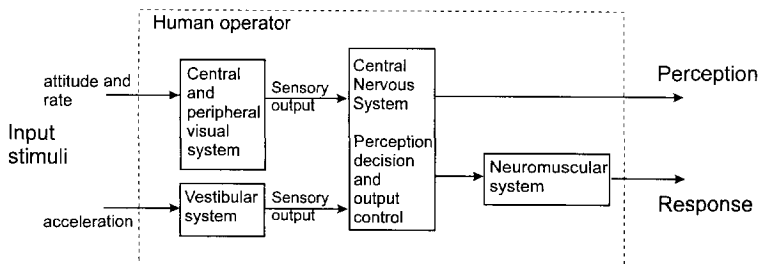 Human operator
attitude and
rate
Input
stimuli
acceleration
Central
and
peripheral
visual
system
Sensory
output
Vestibular
system
Sensory
output
Central
Nervous
System
Perception
decision
and
output
control
Neuromuscular
system
Perception
Response